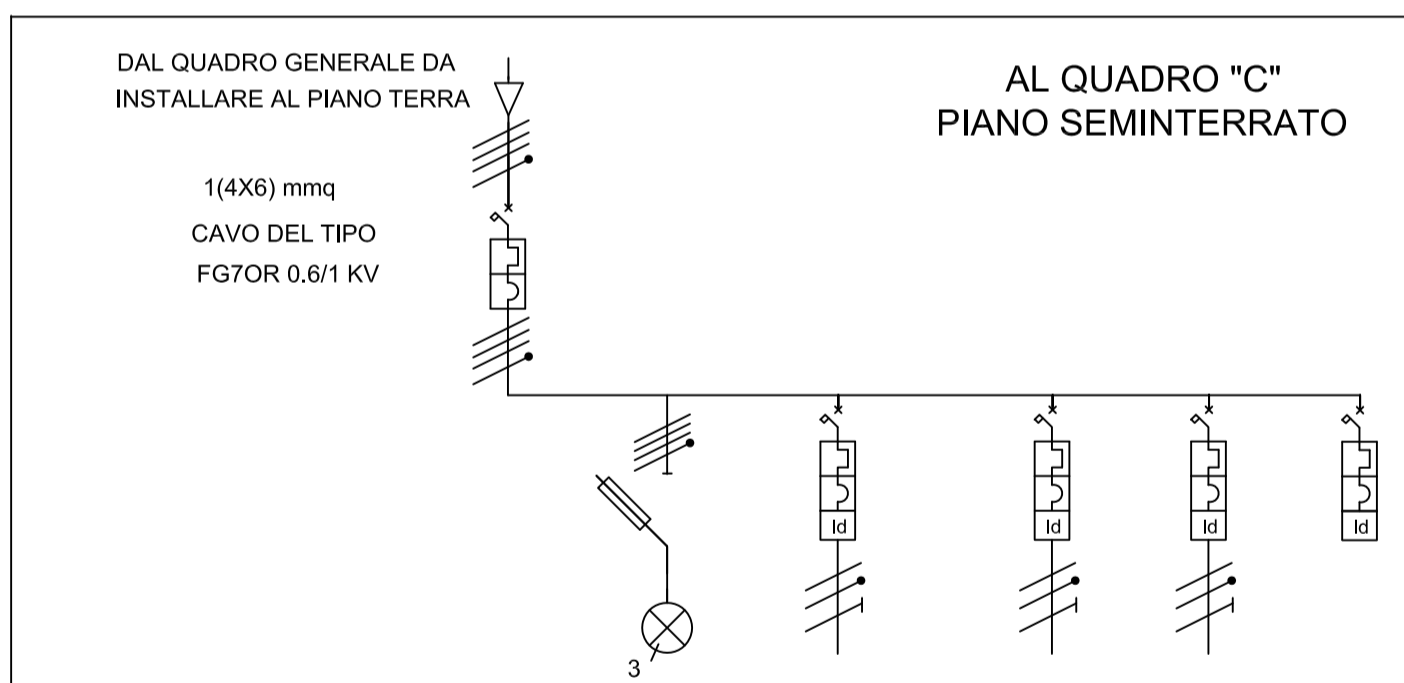 DAL QUADRO GENERALE DA
INSTALLARE AL PIANO TERRA
AL QUADRO "C"
PIANO SEMINTERRATO
1(4X6) mmq
CAVO DEL TIPO
FG7OR 0.6/1 KV
Id
Id
Id
Id
3